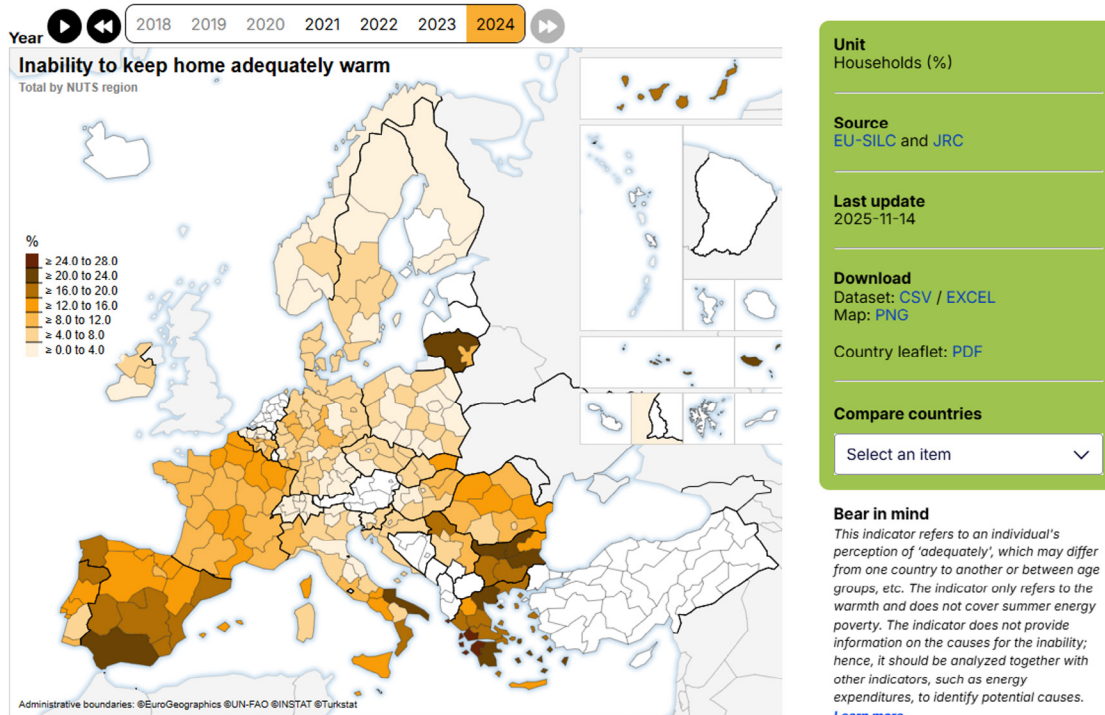 Year
2018 2019 2020 2021 2022 2023 2024
Inability to keep home adequately warm
Total by NUTS region
%
≥ 24.0 to 28.0
≥ 20.0 to 24.0
≥ 16.0 to 20.0
≥ 12.0 to 16.0
≥ 8.0 to 12.0
≥ 4.0 to 8.0
≥ 0.0 to 4.0
Administrative boundaries: ©EuroGeographics ©UN-FAO ©INSTAT ©Turkstat
Unit
Households (%)
Source
EU-SILC and JRC
Last update
2025-11-14
Download
Dataset: CSV / EXCEL
Map: PNG
Country leaflet: PDF
Compare countries
Select an item
Bear in mind
This indicator refers to an individual's
perception of 'adequately', which may differ
from one country to another or between age
groups, etc. The indicator only refers to the
warmth and does not cover summer energy
poverty. The indicator does not provide
information on the causes for the inability;
hence, it should be analyzed together with
other indicators, such as energy
expenditures, to identify potential causes.
Learn more